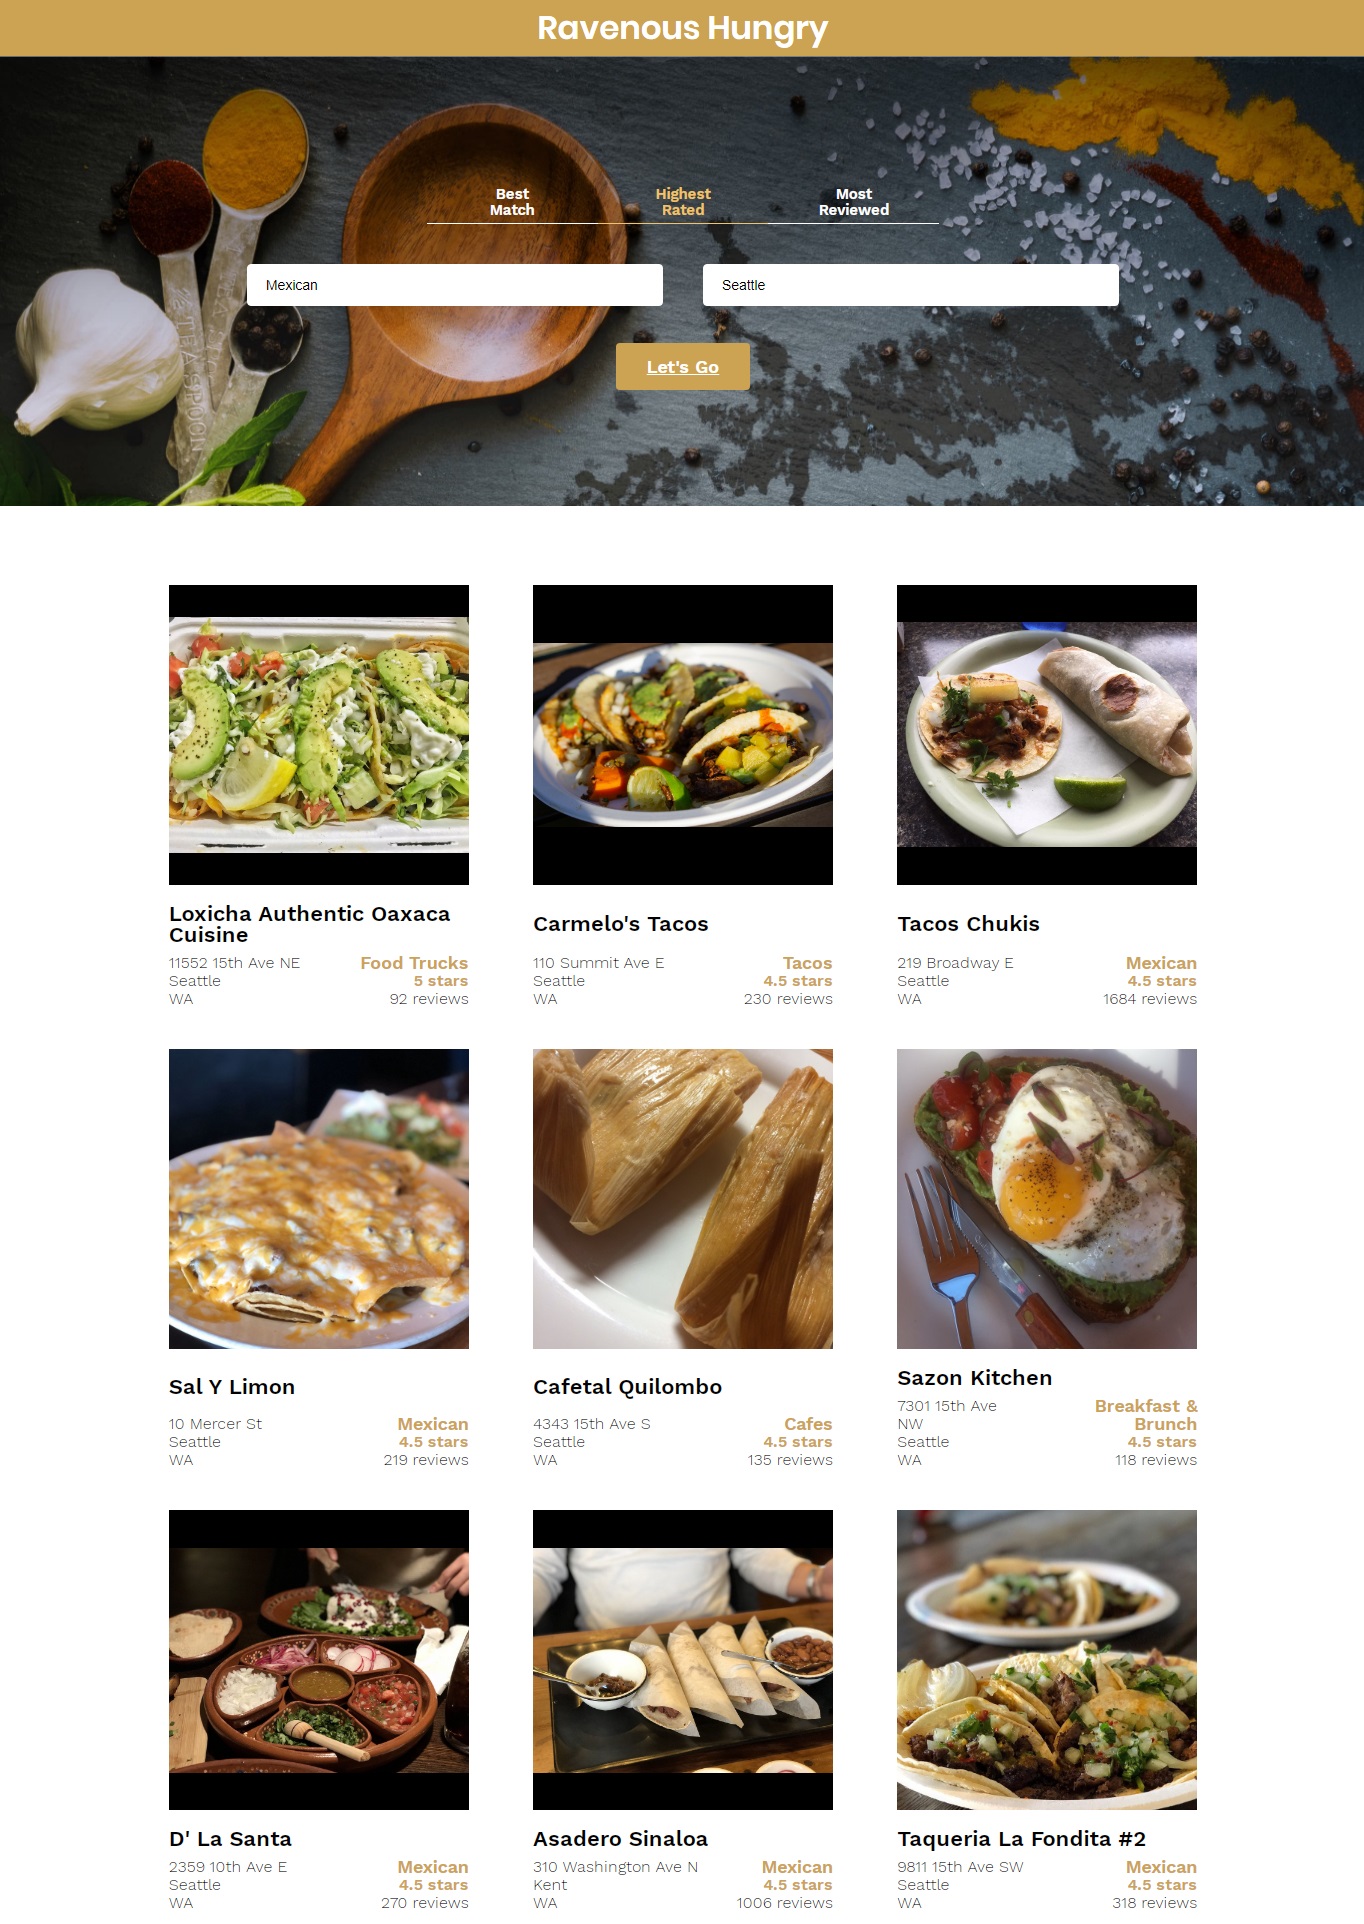 Ravenous Hungry
Best
Match
Highest
Rated
Most
Reviewed
Mexican
Seattle
Let's Go
Loxicha Authentic Oaxaca
Cuisine
11552 15th Ave NE
Seattle
WA
Food Trucks
5 stars
92 reviews
Carmelo's Tacos
110 Summit Ave E
Seattle
WA
Tacos
4.5 stars
230 reviews
Tacos Chukis
219 Broadway E
Seattle
WA
Mexican
4.5 stars
1684 reviews
Sal Y Limon
10 Mercer St
Seattle
WA
Mexican
4.5 stars
219 reviews
Cafetal Quilombo
4343 15th Ave S
Seattle
WA
Cafes
4.5 stars
135 reviews
Sazon Kitchen
7301 15th Ave
NW
Seattle
WA
Breakfast &
Brunch
4.5 stars
118 reviews
D' La Santa
2359 10th Ave E
Seattle
WA
Mexican
4.5 stars
270 reviews
Asadero Sinaloa
310 Washington Ave N
Kent
WA
Mexican
4.5 stars
1006 reviews
Taqueria La Fondita #2
9811 15th Ave SW
Seattle
WA
Mexican
4.5 stars
318 reviews